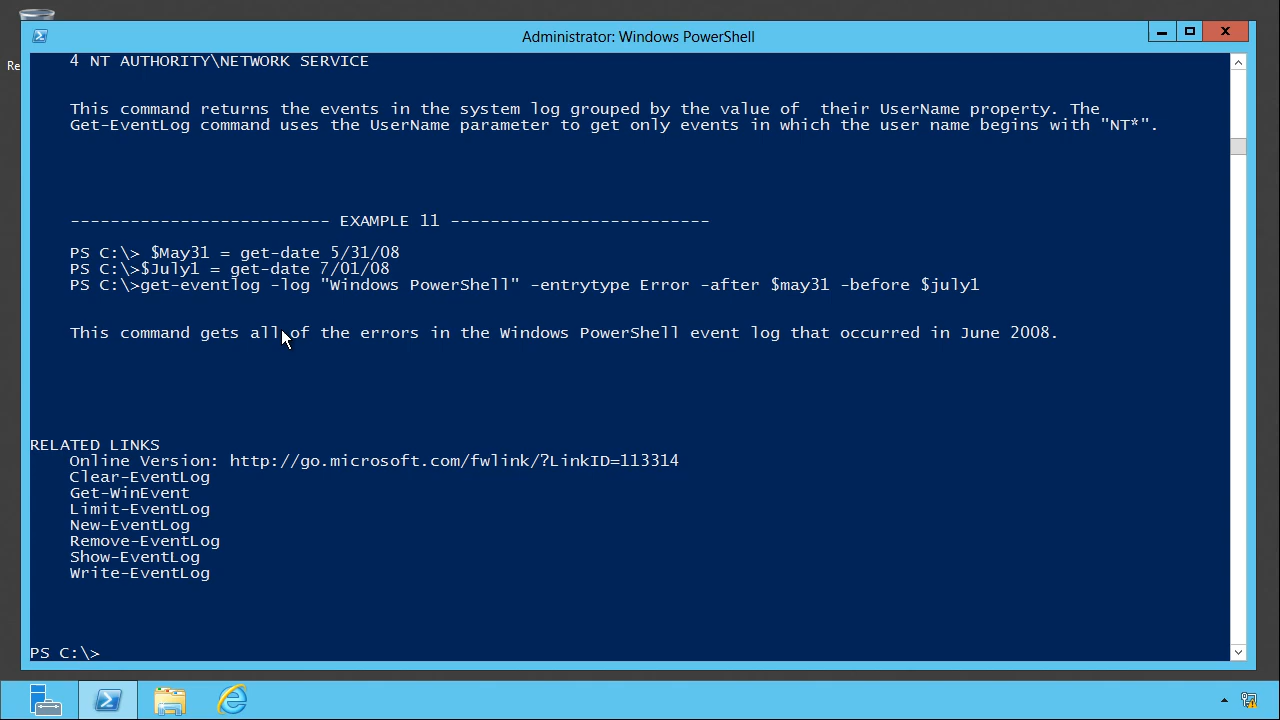 Administrator: Windows PowerShell
Re
4 NT AUTHORITY\NETWORK SERVICE
This command returns the events in the system log grouped by the value of  their UserName property. The
Get-EventLog command uses the UserName parameter to get only events in which the user name begins with "NT*".
-------------------------- EXAMPLE 11 --------------------------
PS C:\> $May31 = get-date 5/31/08
PS C:\>$July1 = get-date 7/01/08
PS C:\>get-eventlog -log "Windows PowerShell" -entrytype Error -after $may31 -before $july1
This command gets all of the errors in the Windows PowerShell event log that occurred in June 2008.
RELATED LINKS
Online Version: http://go.microsoft.com/fwlink/?LinkID=113314
Clear-EventLog
Get-WinEvent
Limit-EventLog
New-EventLog
Remove-EventLog
Show-EventLog
Write-EventLog
PS C:\>